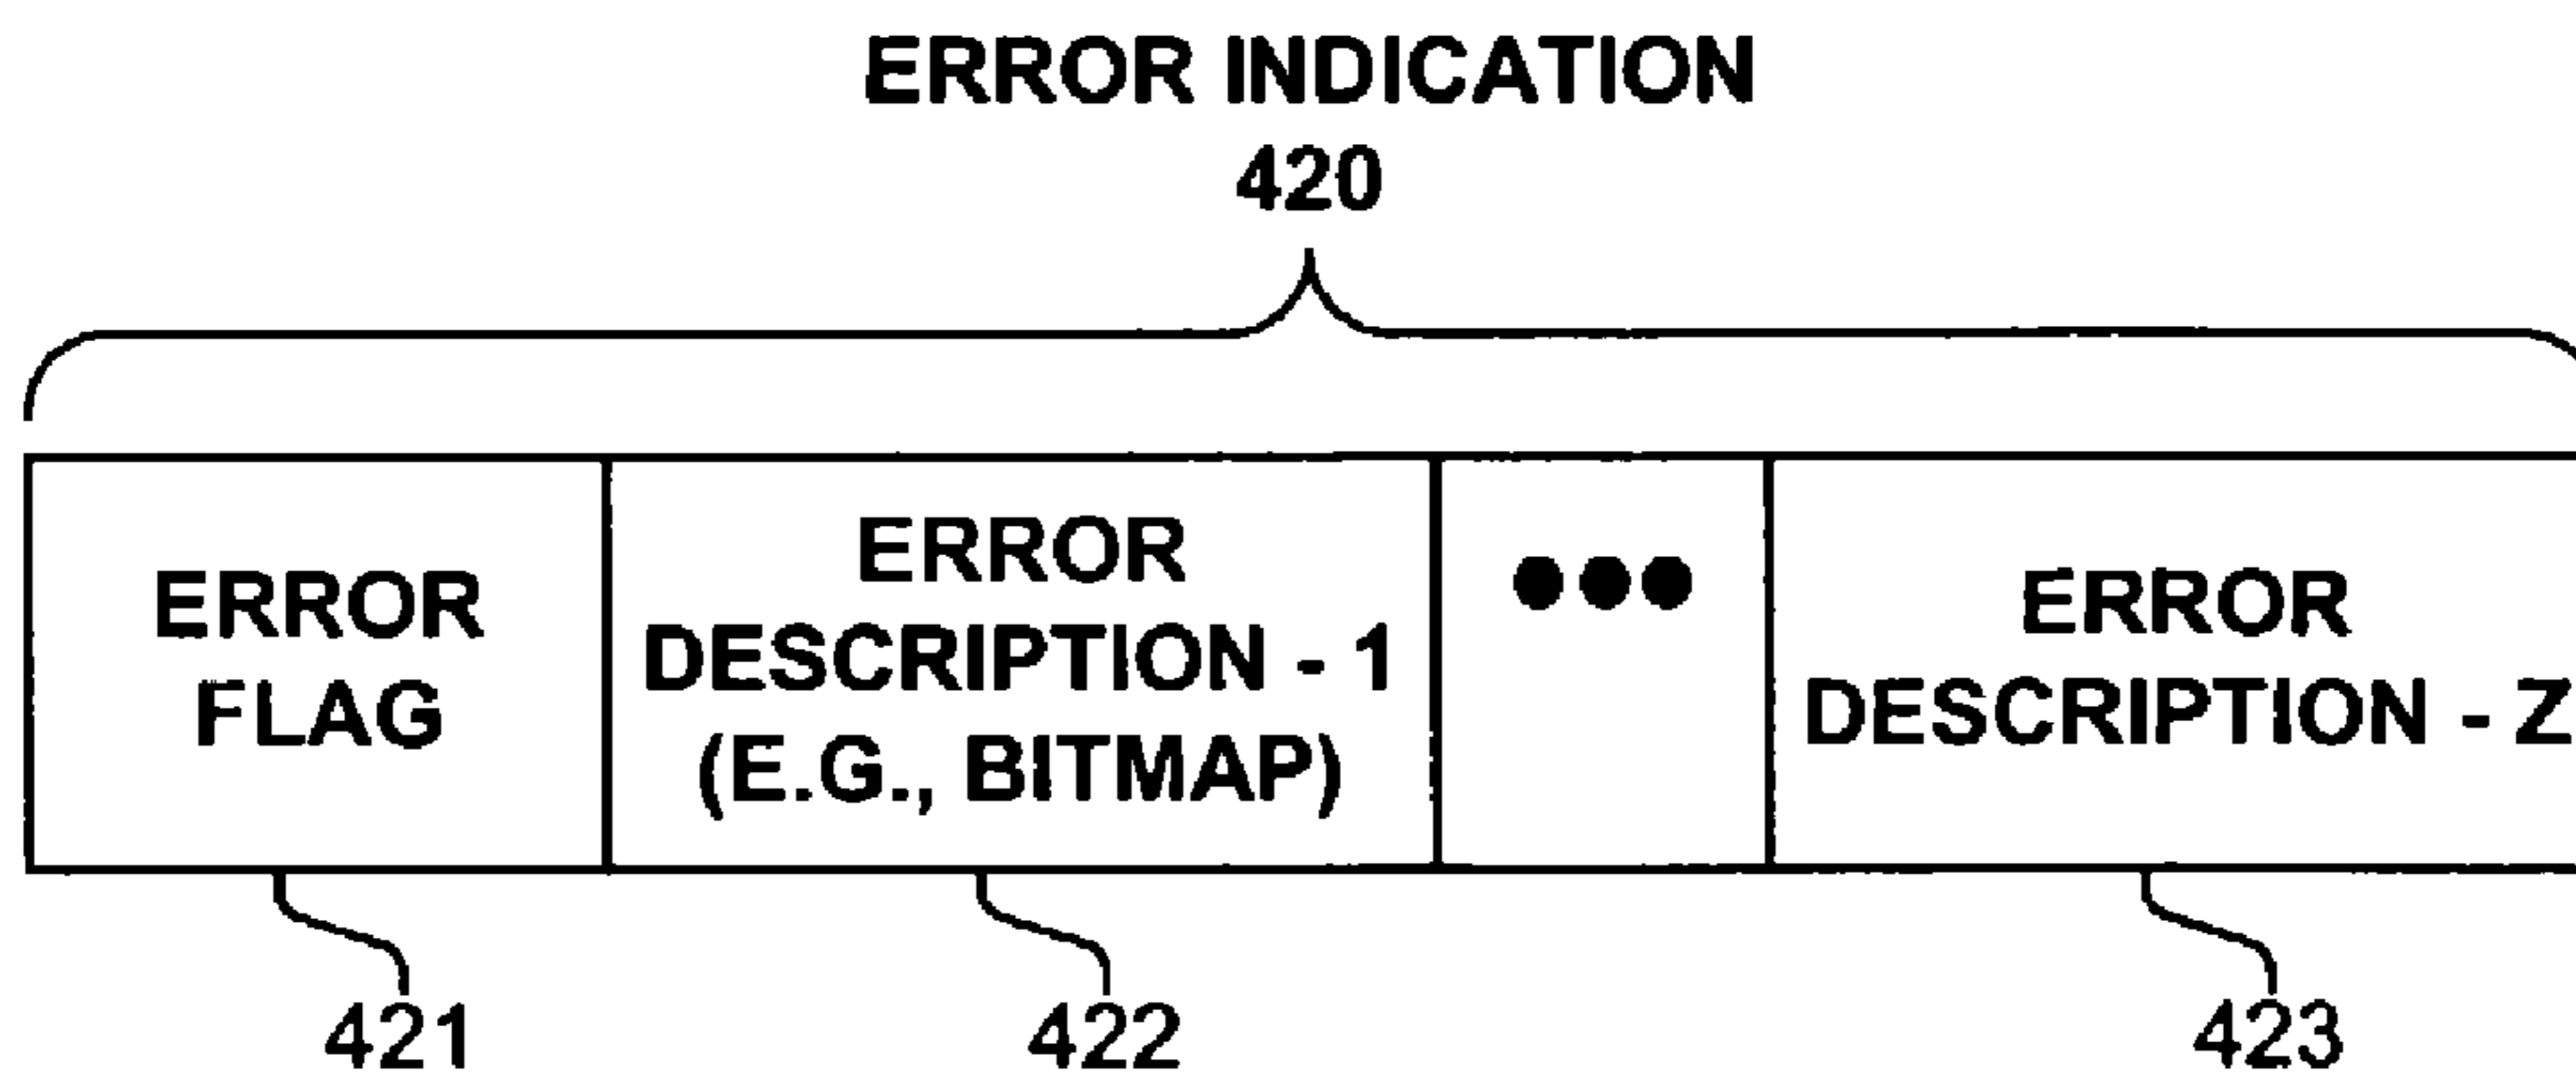 ERROR INDICATION
420
ERROR
FLAG
ERROR
DESCRIPTION - 1
(E.G., BITMAP)
●●●
ERROR
DESCRIPTION - Z
421
422
423